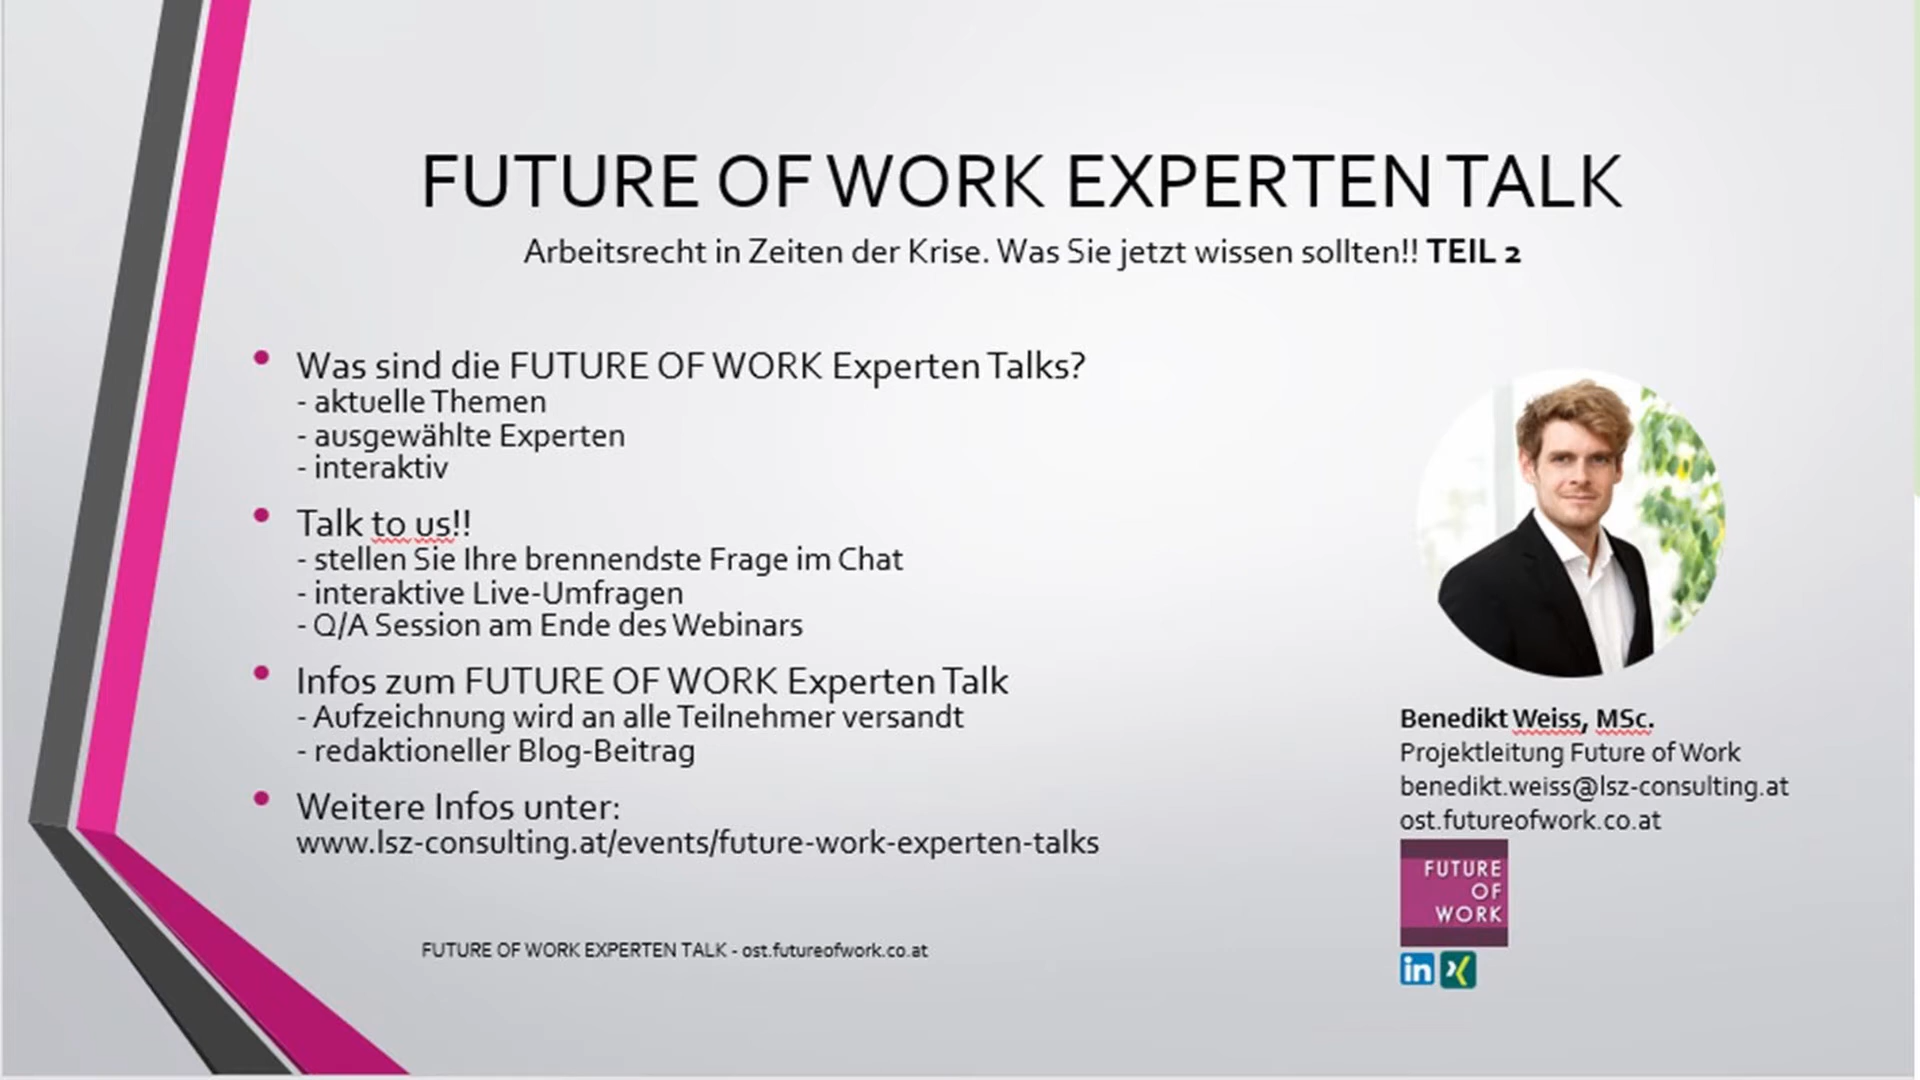 FUTURE OF WORK EXPERTEN TALK
Arbeitsrecht in Zeiten der Krise. Was Sie jetzt wissen sollten!! TEIL 2
• Was sind die FUTURE OF WORK Experten Talks?
- aktuelle Themen
- ausgewählte Experten
- interaktiv
• Talk to us!!
- stellen Sie Ihre brennendste Frage im Chat
- interaktive Live-Umfragen
- Q/A Session am Ende des Webinars
• Infos zum FUTURE OF WORK Experten Talk
- Aufzeichnung wird an alle Teilnehmer versandt
- redaktioneller Blog-Beitrag
• Weitere Infos unter:
www.lsz-consulting.at/events/future-work-experten-talks
Benedikt Weiss, MSc.
Projektleitung Future of Work
benedikt.weiss@lsz-consulting.at
ost.futureofwork.co.at
FUTURE
OF
WORK
in
FUTURE OF WORK EXPERTEN TALK - ost.futureofwork.co.at